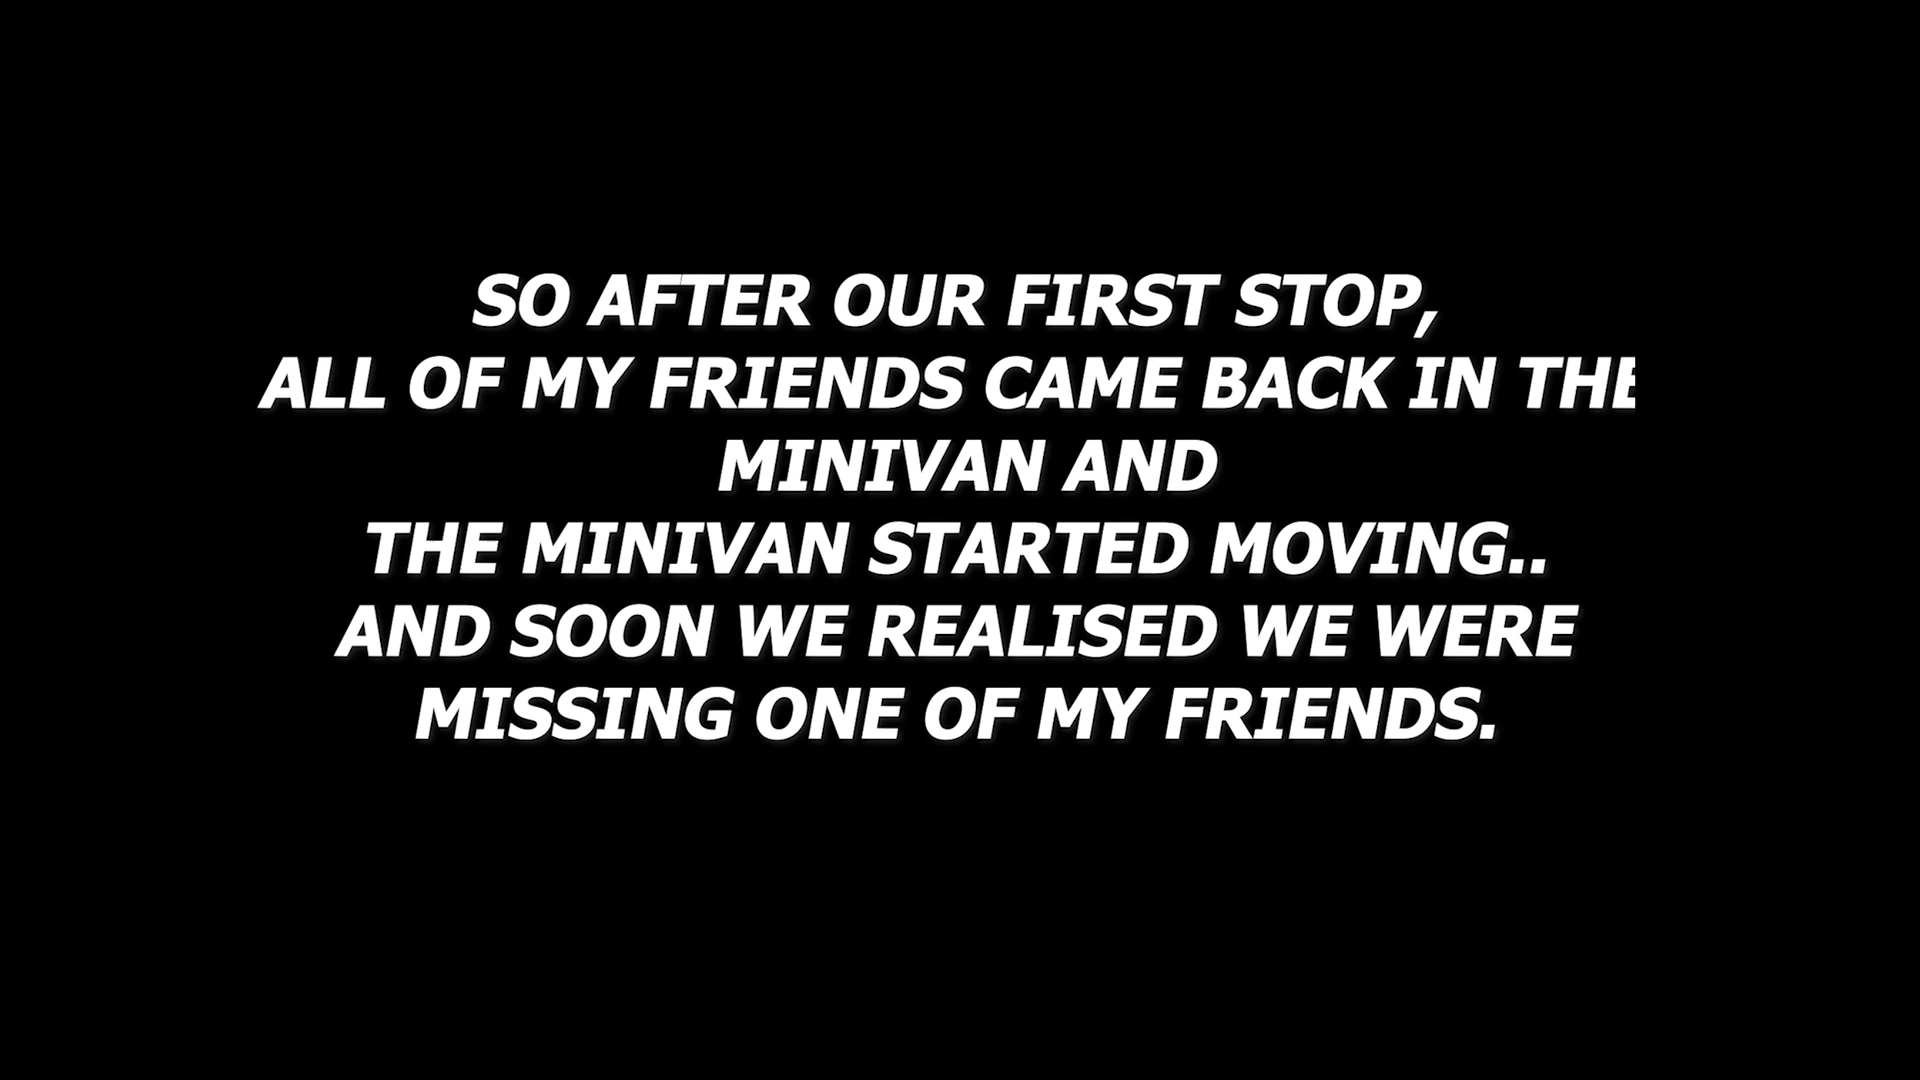 SO AFTER OUR FIRST STOP,
ALL OF MY FRIENDS CAME BACK IN THE
MINIVAN AND
THE MINIVAN STARTED MOVING..
AND SOON WE REALISED WE WERE
MISSING ONE OF MY FRIENDS.